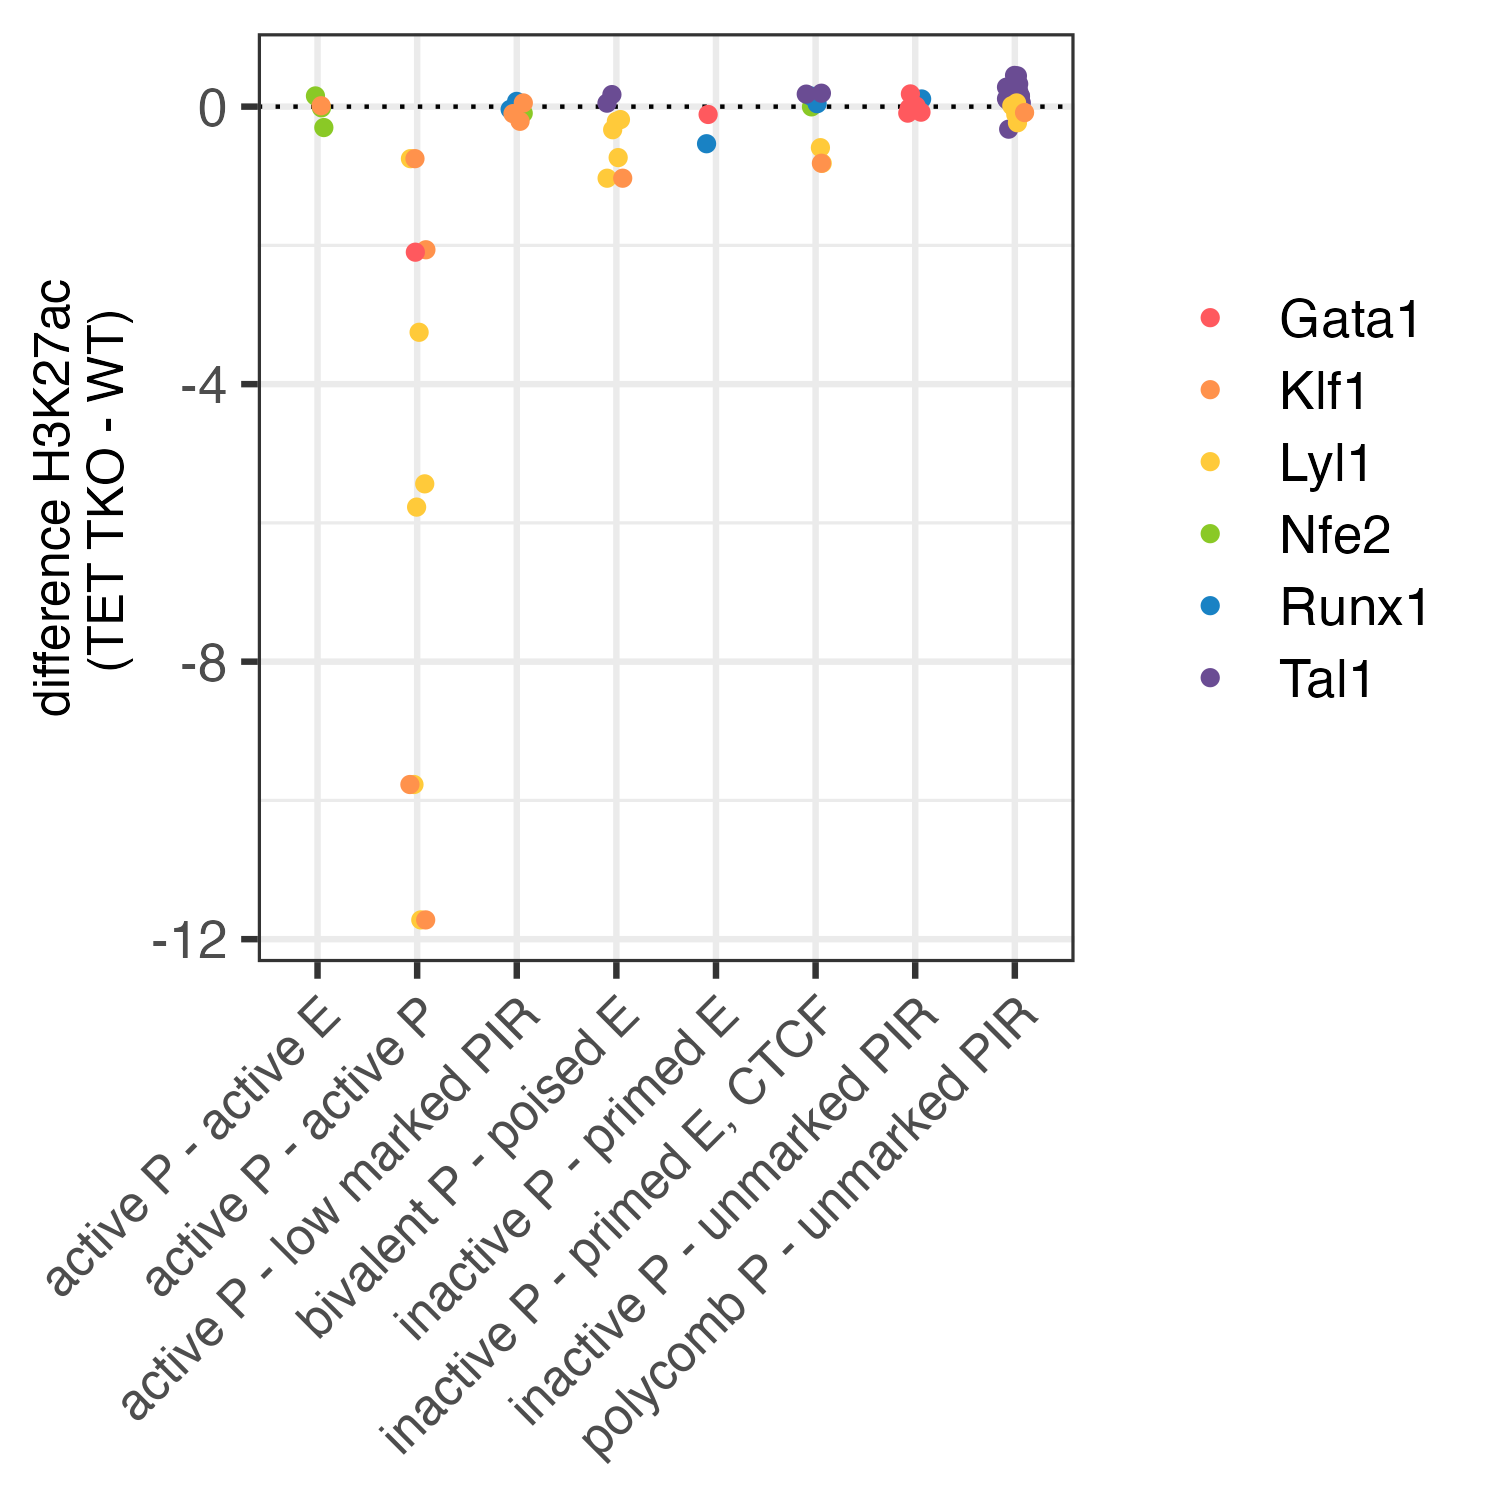 difference H3K27ac
(TET TKO - WT)
0
-4
-8
-12
active P - active E
active P - active P
active P - low marked PIR
bivalent P - poised E
inactive P - primed E
inactive P - primed E, CTCF
inactive P - unmarked PIR
polycomb P - unmarked PIR
Gata1
Klf1
Lyl1
Nfe2
Runx1
Tal1